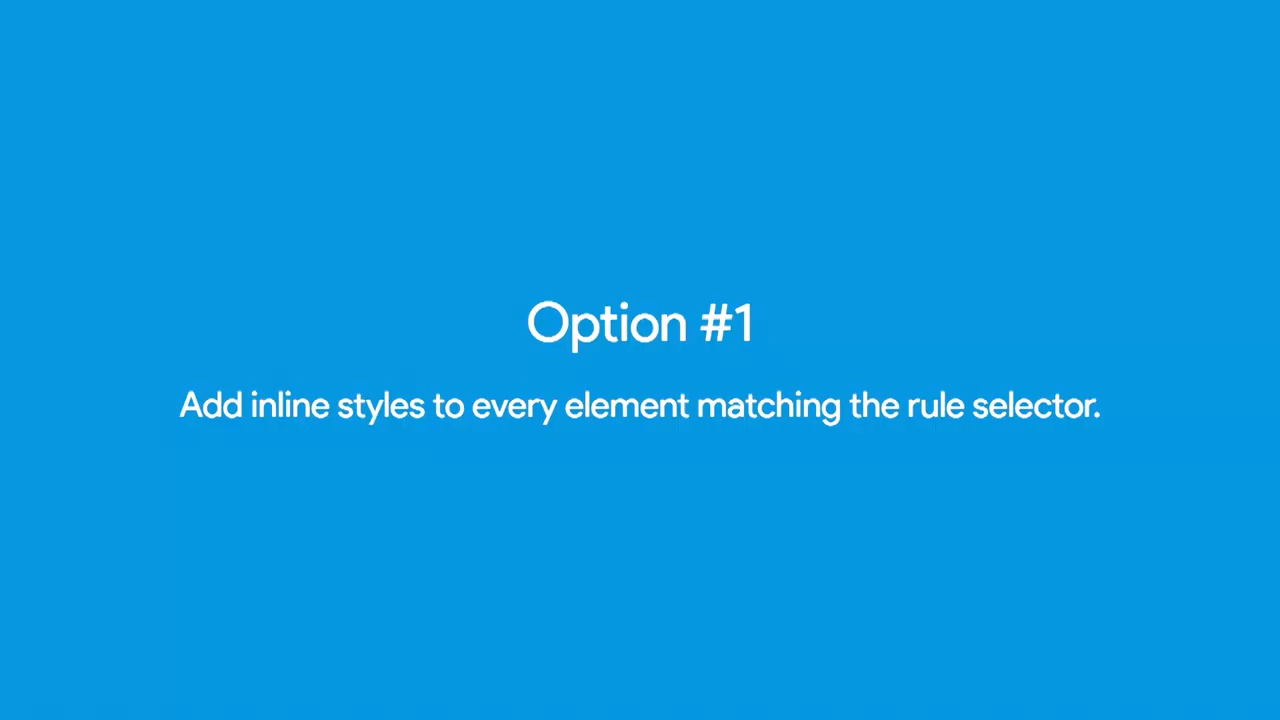 Option #1
Add inline styles to every element matching the rule selector.